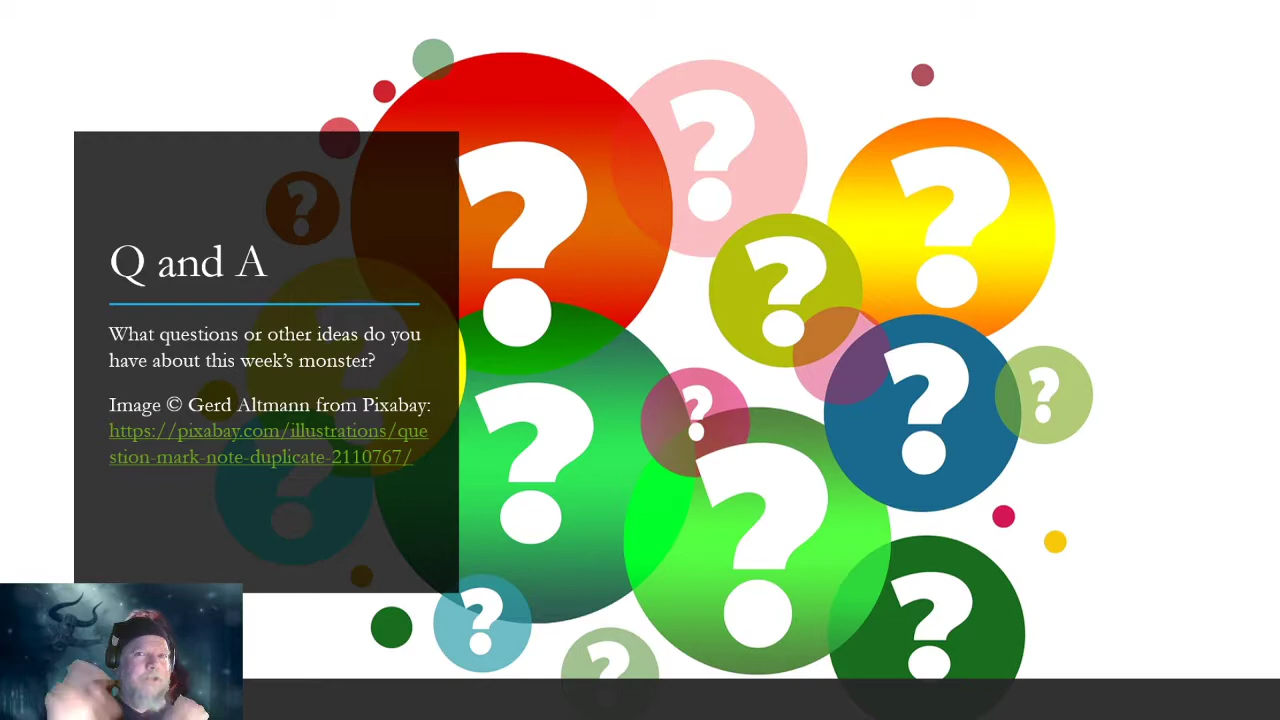 Q and A
What questions or other ideas do you
have about this week's monster?
Image © Gerd Altmann from Pixabay:
https://pixabay.com/illustrations/que
stion-mark-note-duplicate-2110767/
?
?
?
?
?
?
?
?
?
?
?
?
?
?